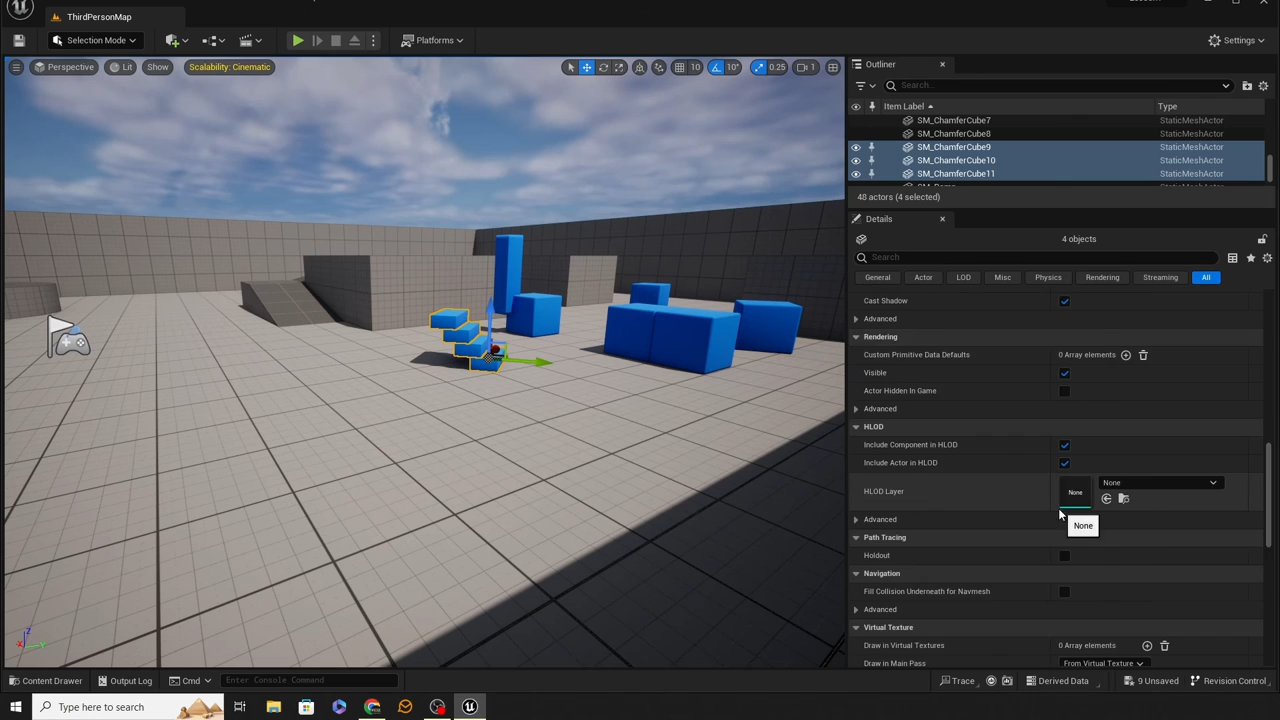 ThirdPersonMap
Selection Mode
Platforms
Settings
Perspective
Lit
Show
Scalability: Cinematic
10
10°
0.25
1
Outliner
Search...
Item Label
Type
SM_ChamferCube7 StaticMeshActor
SM_ChamferCube8 StaticMeshActor
SM_ChamferCube9 StaticMeshActor
SM_ChamferCube10 StaticMeshActor
SM_ChamferCube11 StaticMeshActor
48 actors (4 selected)
Details
4 objects
Search
General
Actor
LOD
Misc
Physics
Rendering
Streaming
All
Cast Shadow
Advanced
Rendering
Custom Primitive Data Defaults
0 Array elements
Visible
Actor Hidden In Game
Advanced
HLOD
Include Component in HLOD
Include Actor in HLOD
HLOD Layer
None
None
None
Advanced
Path Tracing
Holdout
Navigation
Fill Collision Underneath for Navmesh
Advanced
Virtual Texture
Draw in Virtual Textures
0 Array elements
Draw in Main Pass
From Virtual Texture
Z
X
Y
Content Drawer
Output Log
Cmd
Enter Console Command
Trace
Derived Data
9 Unsaved
Revision Control
Type here to search